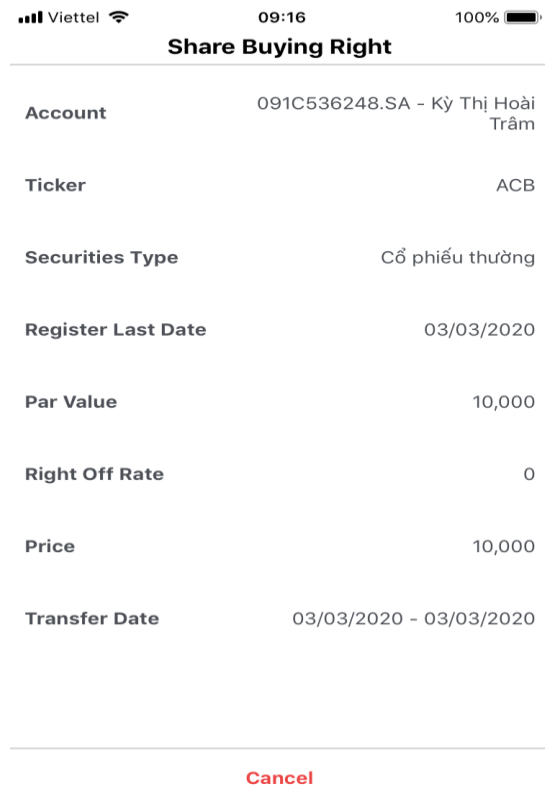 Viettel 09:16 100%
Share Buying Right
Account 091C536248.SA - Kỳ Thị Hoài
Trâm
Ticker ACB
Securities Type Cổ phiếu thường
Register Last Date 03/03/2020
Par Value 10,000
Right Off Rate 0
Price 10,000
Transfer Date 03/03/2020 - 03/03/2020
Cancel